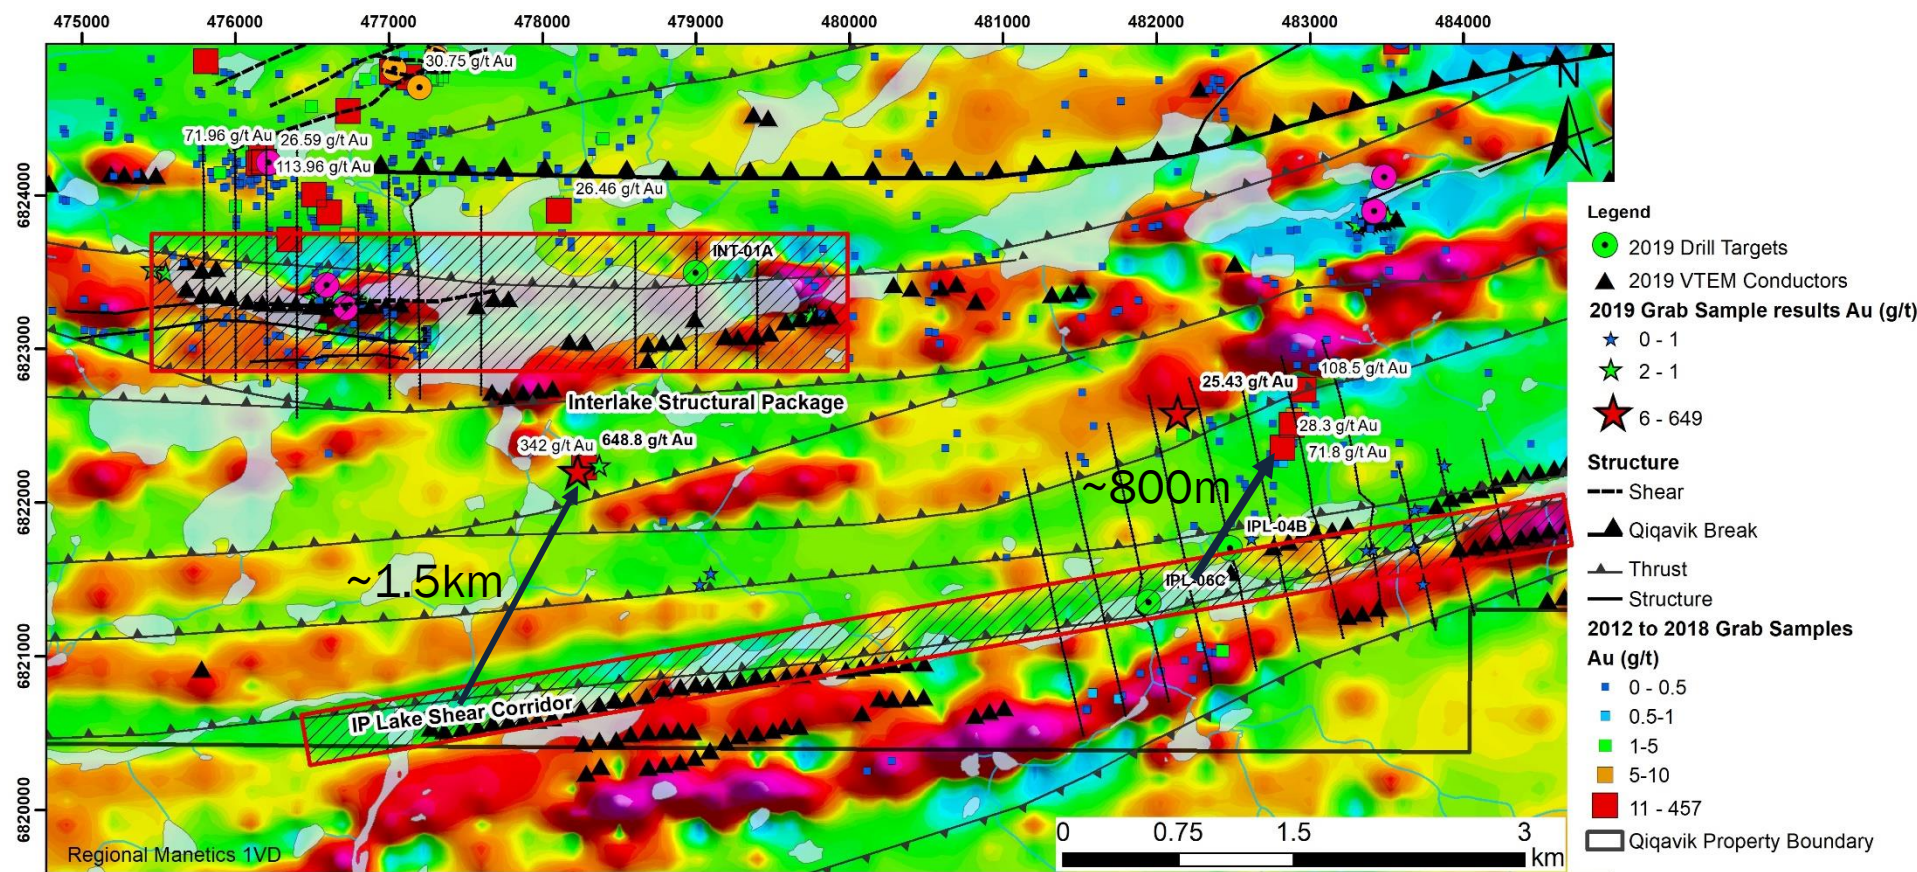 475000 476000 477000 478000 479000 480000 481000 482000 483000 484000
6824000
6823000
6822000
6821000
6820000
30.75 g/t Au
71.96 g/t Au
26.59 g/t Au
113.96 g/t Au
26.46 g/t Au
INT-01A
N
Interlake Structural Package
342 g/t Au
648.8 g/t Au
25.43 g/t Au
108.5 g/t Au
28.3 g/t Au
71.8 g/t Au
~800m
~1.5km
IPL-04B
IPL-06C
IP Lake Shear Corridor
Regional Manetics 1VD
0 0.75 1.5 3
km
Legend
2019 Drill Targets
2019 VTEM Conductors
2019 Grab Sample results Au (g/t)
0 - 1
2 - 1
6 - 649
Structure
Shear
Qiqavik Break
Thrust
Structure
2012 to 2018 Grab Samples
Au (g/t)
0 - 0.5
0.5-1
1-5
5-10
11 - 457
Qiqavik Property Boundary